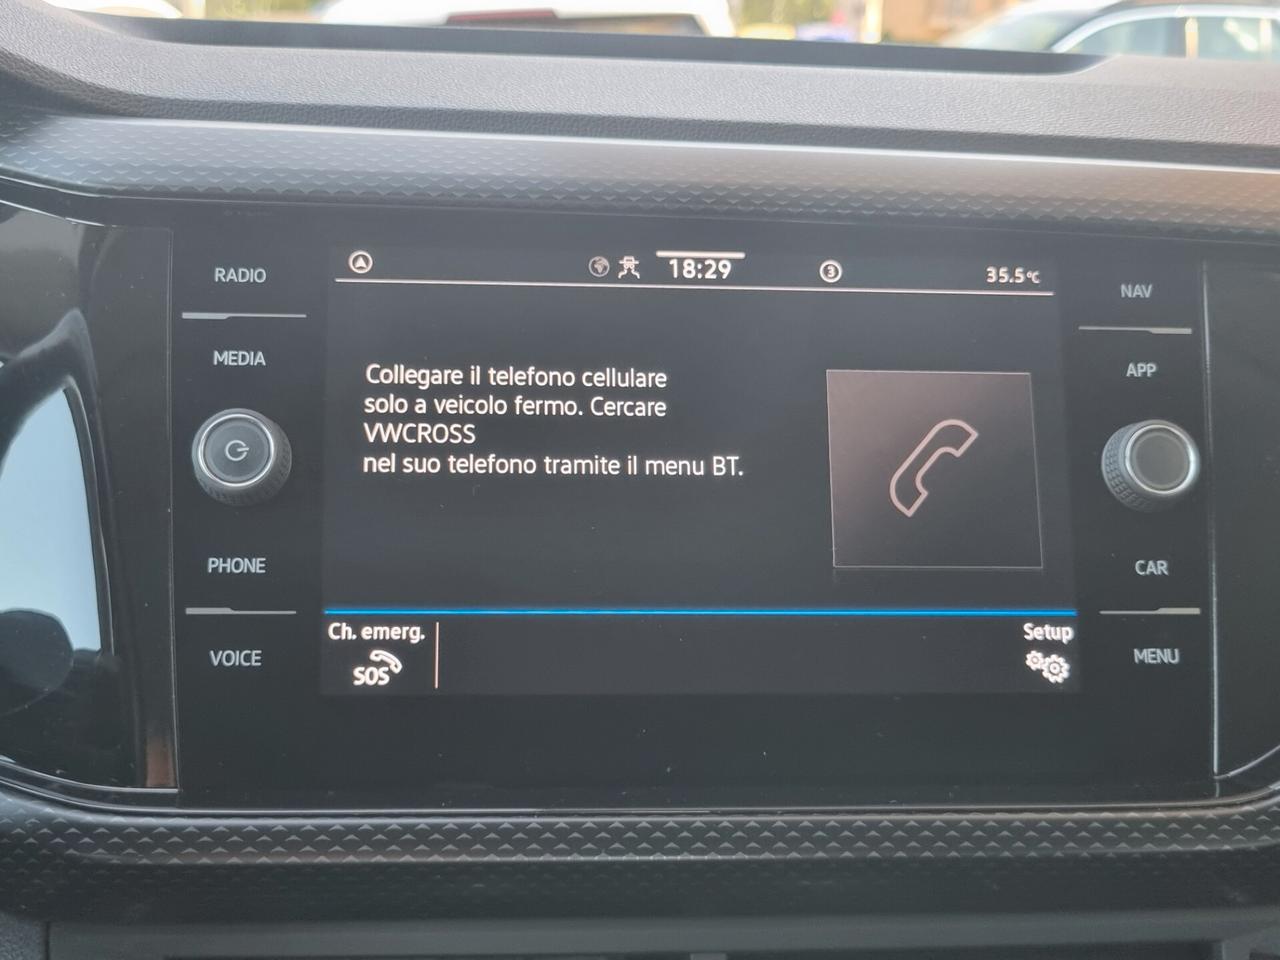 RADIO
MEDIA
PHONE
VOICE
18:29
3
35.5°C
Collegare il telefono cellulare
solo a veicolo fermo. Cercare
VWCROSS
nel suo telefono tramite il menu BT.
Ch. emerg.
SOS
Setup
NAV
APP
CAR
MENU